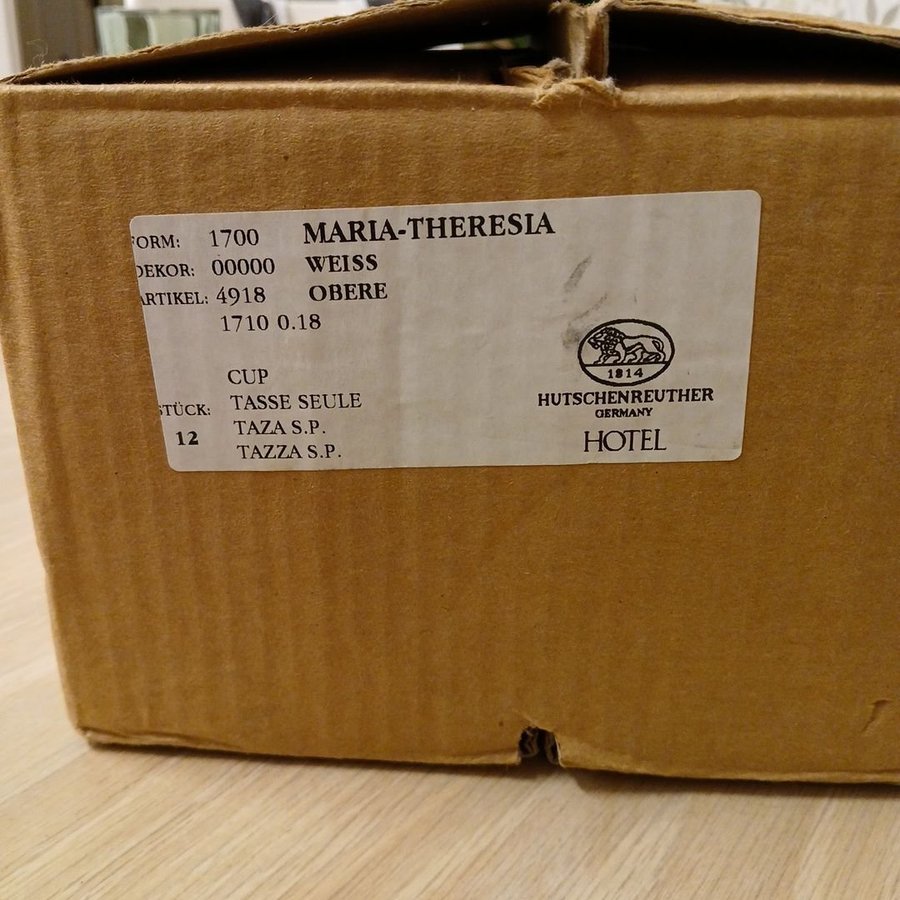 FORM: 1700 MARIA-THERESIA
DEKOR: 00000 WEISS
ARTIKEL: 4918 OBERE
1710 0.18
CUP
STÜCK: TASSE SEULE
12 TAZA S.P.
TAZZA S.P.
1814
HUTSCHENREUTHER
GERMANY
HOTEL